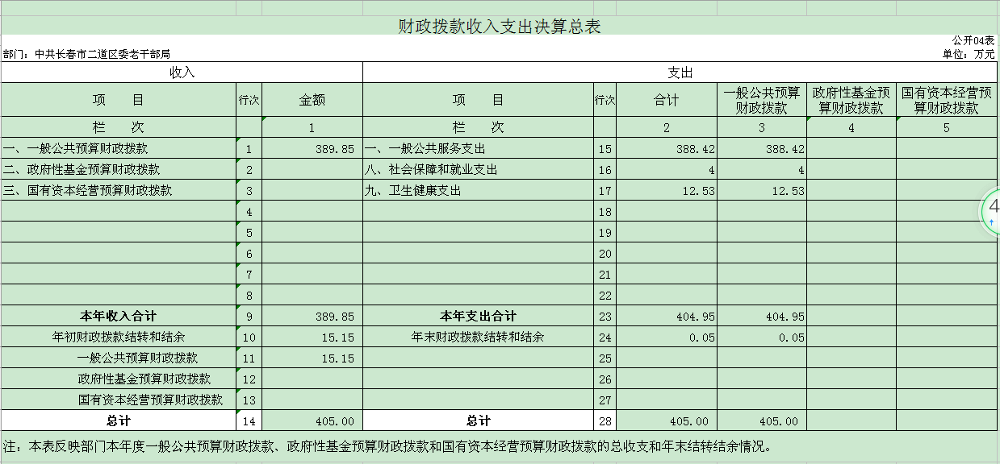 财政拨款收入支出决算总表
公开04表
部门：中共长春市二道区委老干部局 单位：万元
收入 支出
项 目 行次 金额 项 目 行次 合计 一般公共预算财政拨款 政府性基金预算财政拨款 国有资本经营预算财政拨款
栏 次 1 栏 次 2 3 4 5
一、一般公共预算财政拨款 1 389.85 一、一般公共服务支出 15 388.42 388.42
二、政府性基金预算财政拨款 2 八、社会保障和就业支出 16 4 4
三、国有资本经营预算财政拨款 3 九、卫生健康支出 17 12.53 12.53
4 18
5 19
6 20
7 21
8 22
本年收入合计 9 389.85 本年支出合计 23 404.95 404.95
年初财政拨款结转和结余 10 15.15 年末财政拨款结转和结余 24 0.05 0.05
一般公共预算财政拨款 11 15.15 25
政府性基金预算财政拨款 12 26
国有资本经营预算财政拨款 13 27
总计 14 405.00 总计 28 405.00 405.00
注：本表反映部门本年度一般公共预算财政拨款、政府性基金预算财政拨款和国有资本经营预算财政拨款的总收支和年末结转结余情况。